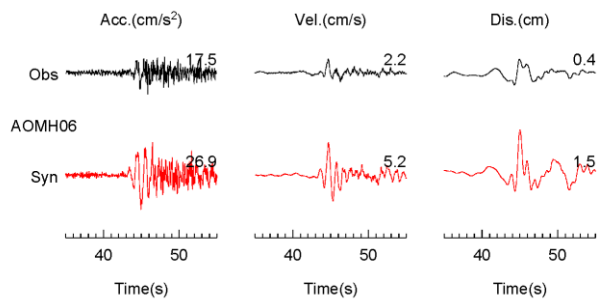 Acc.(cm/s²) Vel.(cm/s) Dis.(cm)
Obs 17.5 2.2 0.4
AOMH06
Syn 26.9 5.2 1.5
40 50 40 50 40 50
Time(s) Time(s) Time(s)